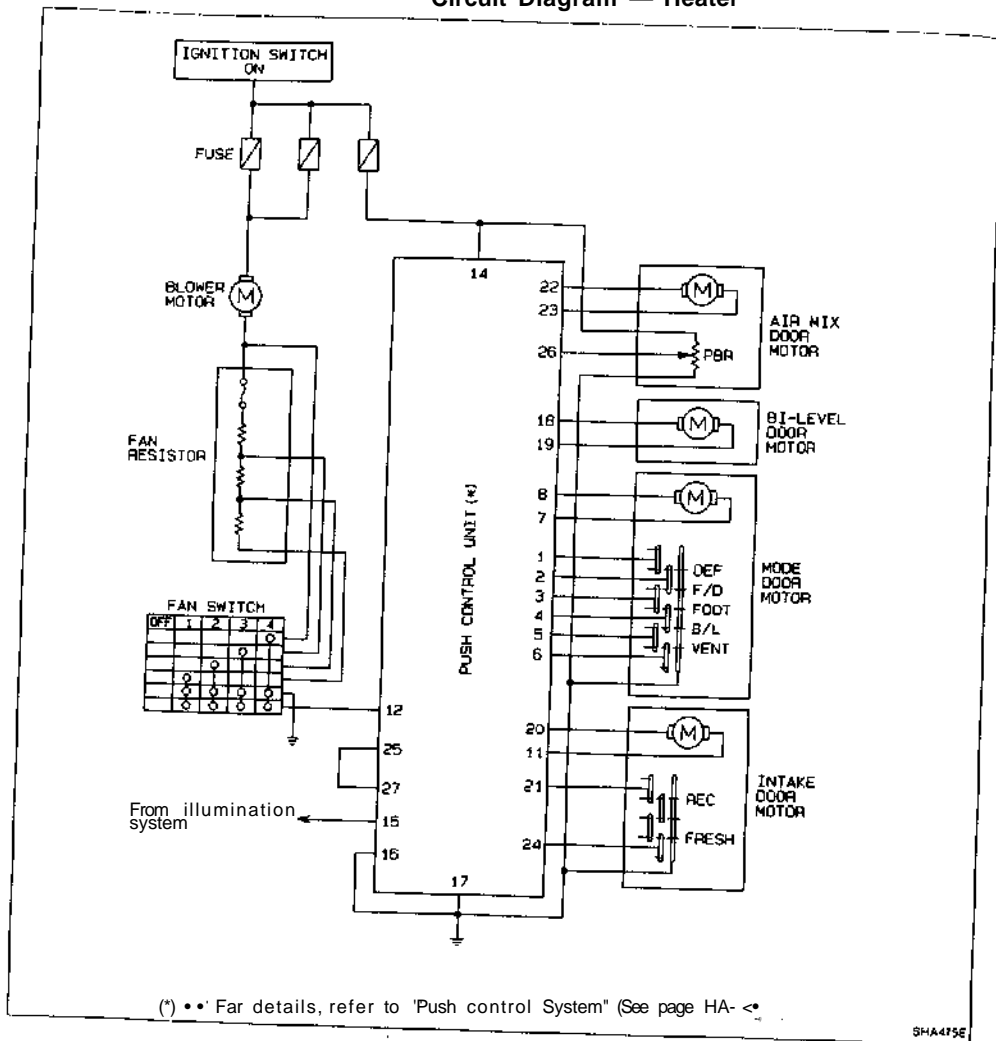 Circuit Diagram — Heater
IGNITION SWITCH
ON
FUSE
BLOWER
MOTOR
M
FAN
RESISTOR
FAN SWITCH
OFF 1 2 3 4
From illumination
system
PUSH CONTROL UNIT (*)
14
22
23
26
18
19
8
7
1
2
3
4
5
6
12
20
11
25
21
27
15
24
16
17
M
PBR
AIR MIX
DOOR
MOTOR
M
BI-LEVEL
DOOR
MOTOR
M
DEF
F/D
FOOT
B/L
VENT
MODE
DOOR
MOTOR
M
REC
FRESH
INTAKE
DOOR
MOTOR
(*) • •' Far details, refer to 'Push control System" (See page HA- <•
SHA475E